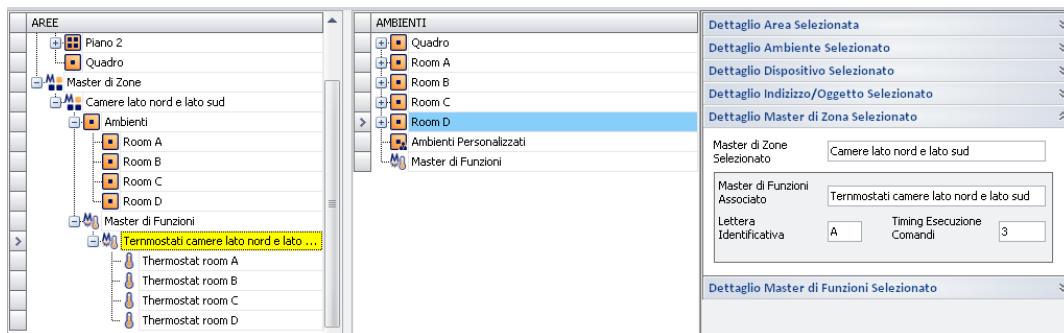 AREE
Piano 2
Quadro
Master di Zone
Camere lato nord e lato sud
Ambienti
Room A
Room B
Room C
Room D
Master di Funzioni
Ternmostati camere lato nord e lato ...
Thermostat room A
Thermostat room B
Thermostat room C
Thermostat room D
AMBIENTI
Quadro
Room A
Room B
Room C
Room D
Ambienti Personalizzati
Master di Funzioni
Dettaglio Area Selezionata
Dettaglio Ambiente Selezionato
Dettaglio Dispositivo Selezionato
Dettaglio Indizizzo/Oggetto Selezionato
Dettaglio Master di Zona Selezionato
Master di Zone
Selezionato
Camere lato nord e lato sud
Master di Funzioni
Associato
Ternmostati camere lato nord e lato sud
Lettera
Identificativa
A
Timing Esecuzione
Comandi
3
Dettaglio Master di Funzioni Selezionato